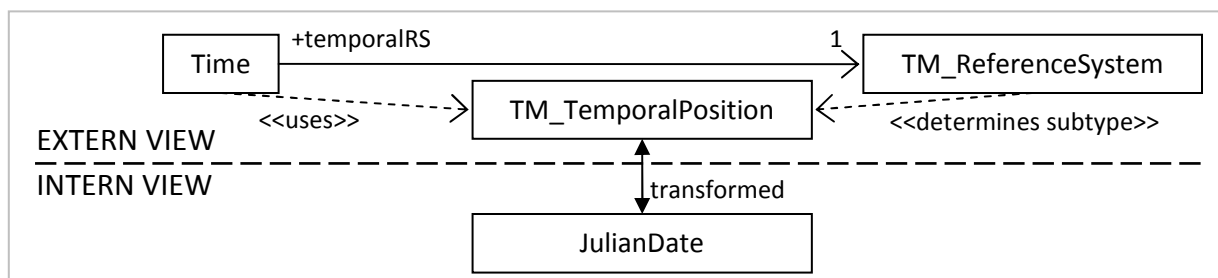 +temporalRS
1
Time
TM_ReferenceSystem
TM_TemporalPosition
<<uses>>
<<determines subtype>>
EXTERN VIEW
INTERN VIEW
transformed
JulianDate